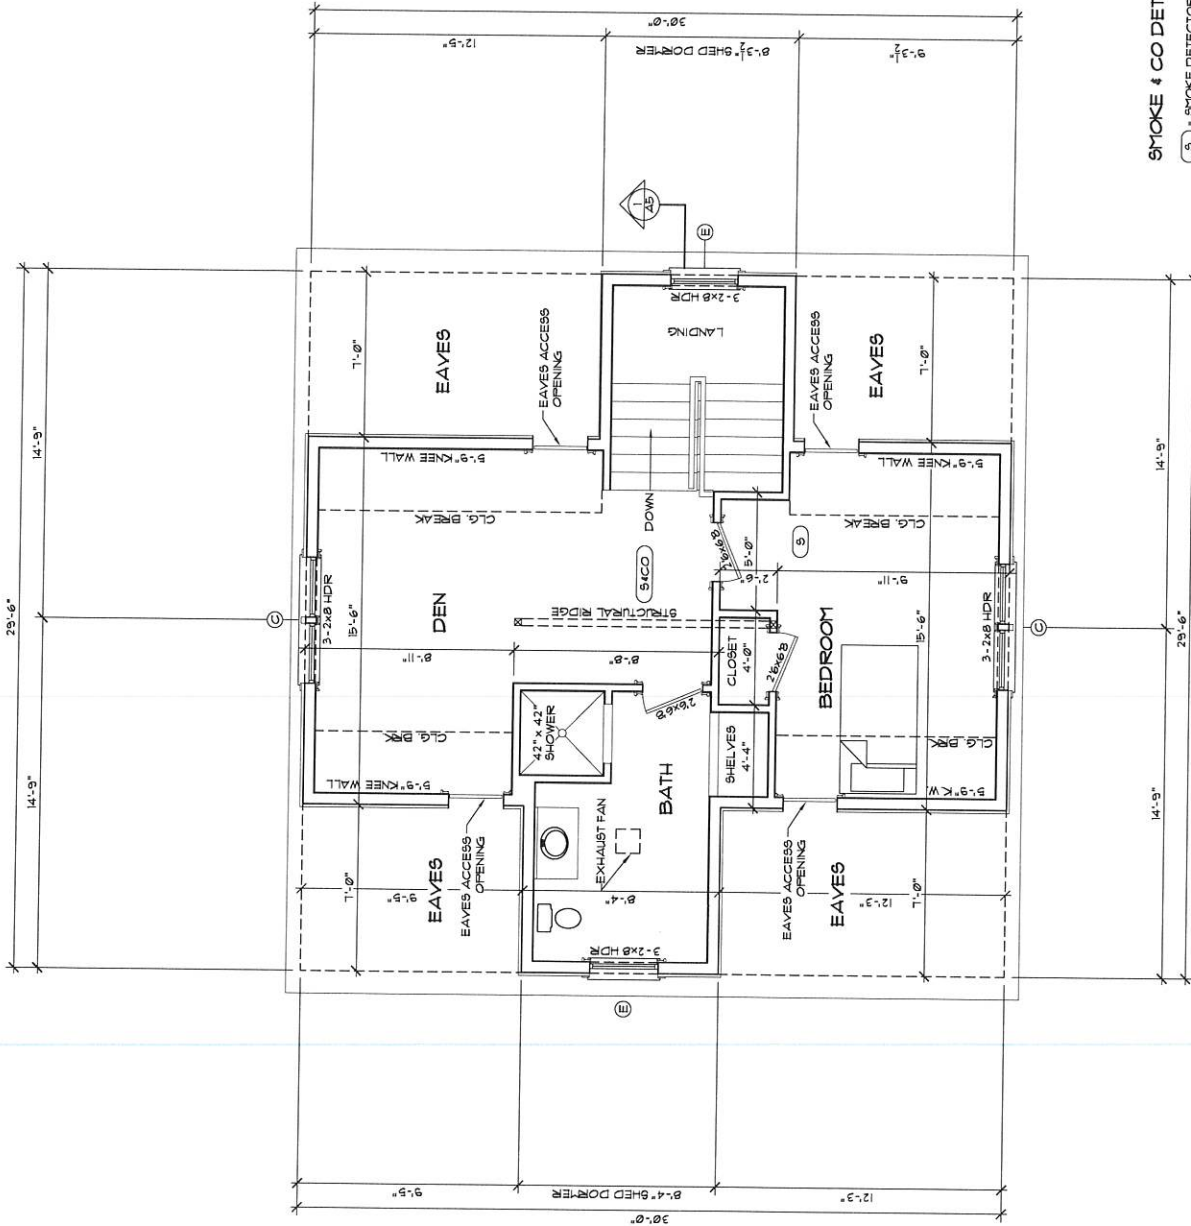 30'-0"
12'-5"
8'-3½" SHED DORMER
9'-3½"
SMOKE & CO DET
S = SMOKE DETECTOR
1
A5
E
29'-6"
14'-9"
14'-9"
7'-0"
EAVES
EAVES ACCESS
OPENING
3-2x8 HDR
LANDING
EAVES ACCESS
OPENING
EAVES
7'-0"
14'-9"
5'-9" KNEE WALL
5'-9" KNEE WALL
CLG. BREAK
DOWN
CLG. BREAK
S&CO
2'6x6'8
5'-0"
S
2'-6"
9'-11"
C
3-2x8 HDR
15'-6"
DEN
STRUCTURAL RIDGE
8'-11"
8'-8"
CLOSET
4'-0"
2'6x6'8
BEDROOM
15'-6"
3-2x8 HDR
C
2'6x6'8
CLG. BRK
42" x 42"
SHOWER
BATH
SHELVES
4'-4"
CLG. BRK
5'-9" KNEE WALL
5'-9" K.W.
EXHAUST FAN
7'-0"
9'-5"
EAVES
EAVES ACCESS
OPENING
8'-4"
EAVES ACCESS
OPENING
EAVES
12'-3"
7'-0"
3-2x8 HDR
E
14'-9"
29'-6"
9'-5"
8'-4" SHED DORMER
12'-3"
30'-0"